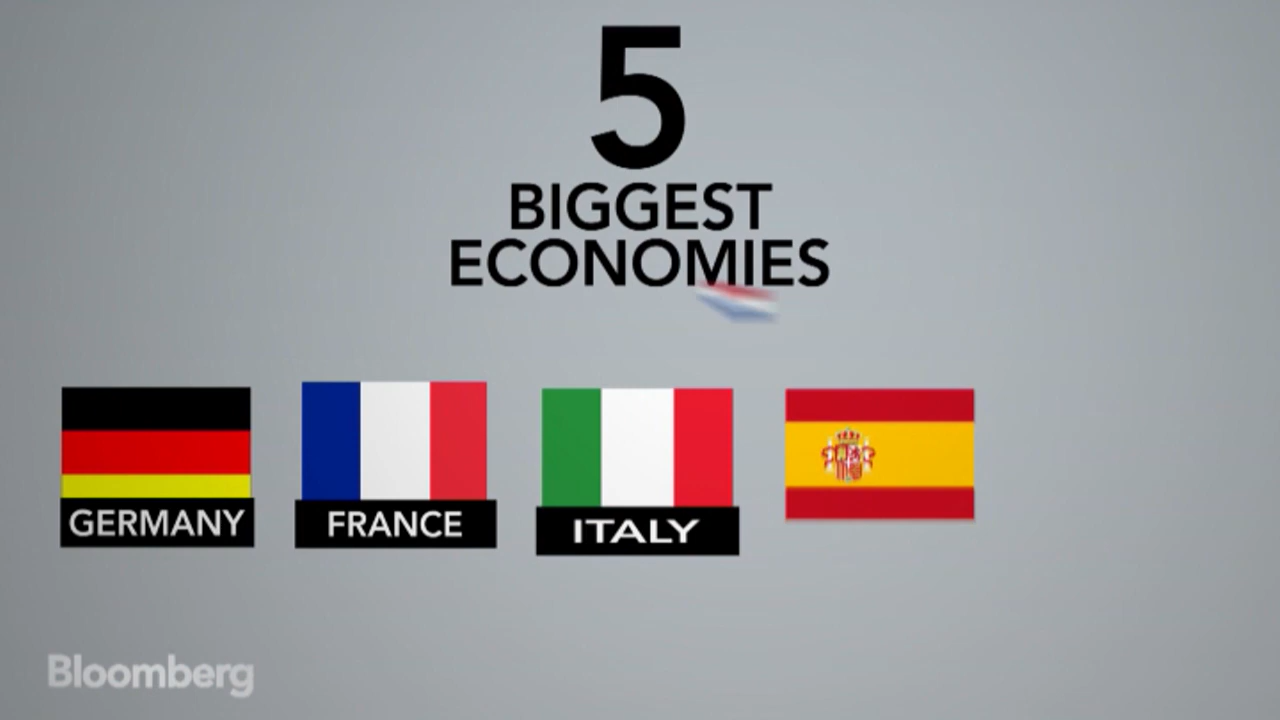 5
BIGGEST
ECONOMIES
GERMANY
FRANCE
ITALY
Bloomberg